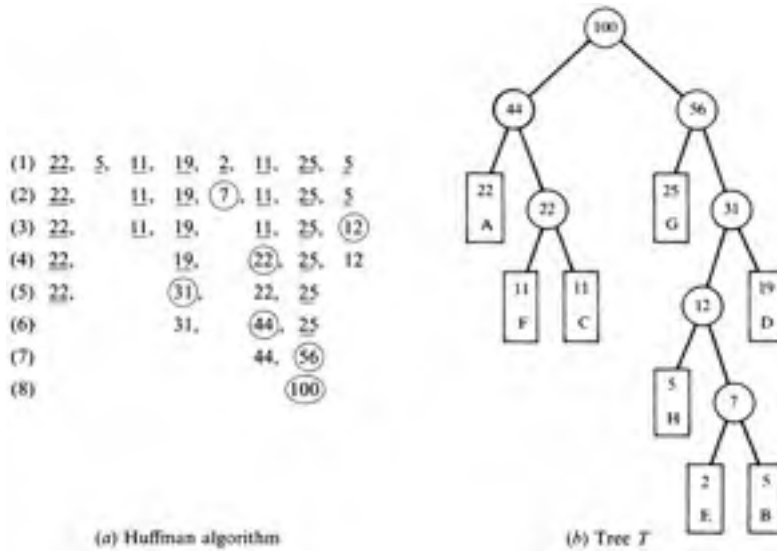 (1) 22, 5, 11, 19, 2, 11, 25, 5
(2) 22, 11, 19, 7, 11, 25, 5
(3) 22, 11, 19, 11, 25, 12
(4) 22, 19, 22, 25, 12
(5) 22, 31, 22, 25
(6) 31, 44, 25
(7) 44, 56
(8) 100
(a) Huffman algorithm
100
44 56
22 A
22
25 G
31
11 F
11 C
12
19 D
5 H
7
2 E
5 B
(b) Tree T